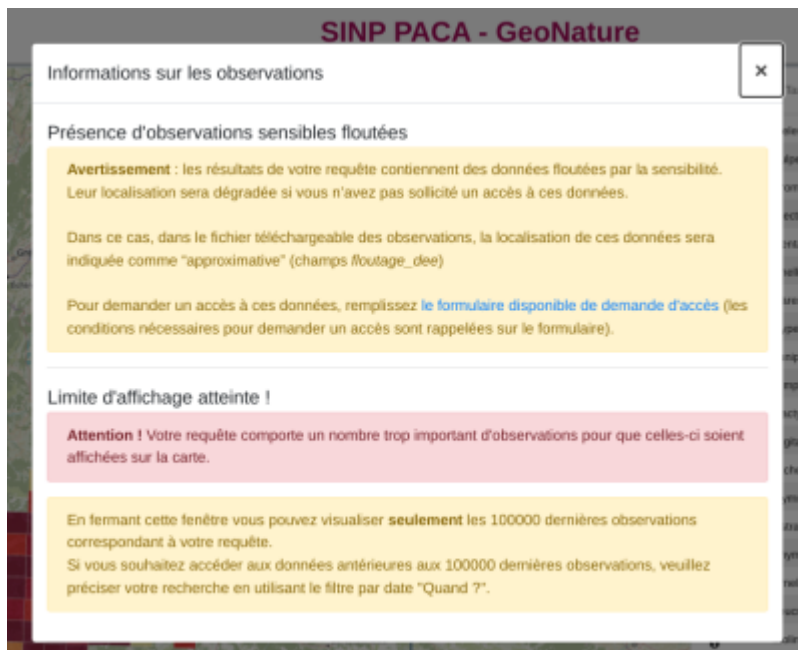 SINP PACA - GeoNature
Informations sur les observations
×
Présence d'observations sensibles floutées
Avertissement : les résultats de votre requête contiennent des données floutées par la sensibilité.
Leur localisation sera dégradée si vous n'avez pas sollicité un accès à ces données.
Dans ce cas, dans le fichier téléchargeable des observations, la localisation de ces données sera
indiquée comme "approximative" (champs floutage_dee)
Pour demander un accès à ces données, remplissez le formulaire disponible de demande d'accès (les
conditions nécessaires pour demander un accès sont rappelées sur le formulaire).
Limite d'affichage atteinte !
Attention ! Votre requête comporte un nombre trop important d'observations pour que celles-ci soient
affichées sur la carte.
En fermant cette fenêtre vous pouvez visualiser seulement les 100000 dernières observations
correspondant à votre requête.
Si vous souhaitez accéder aux données antérieures aux 100000 dernières observations, veuillez
préciser votre recherche en utilisant le filtre par date "Quand ?".